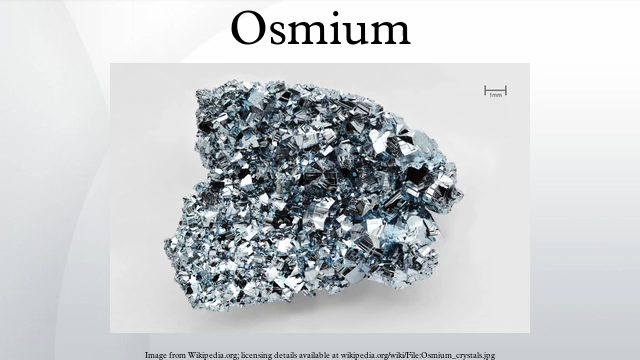 Osmium
1mm
Image from Wikipedia.org; licensing details available at wikipedia.org/wiki/File:Osmium_crystals.jpg